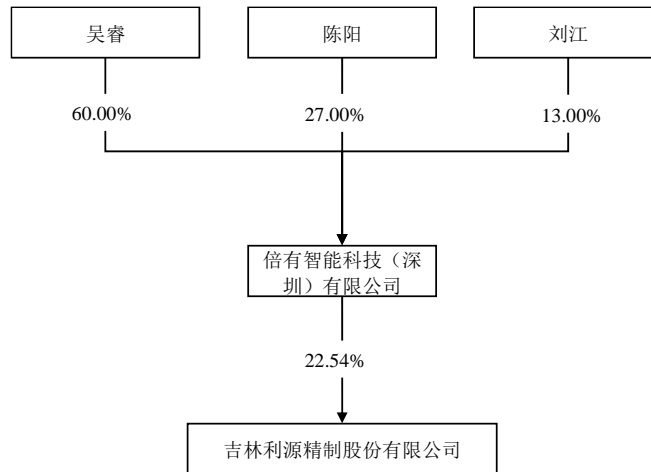 吴睿
陈阳
刘江
60.00%
27.00%
13.00%
倍有智能科技（深
圳）有限公司
22.54%
吉林利源精制股份有限公司